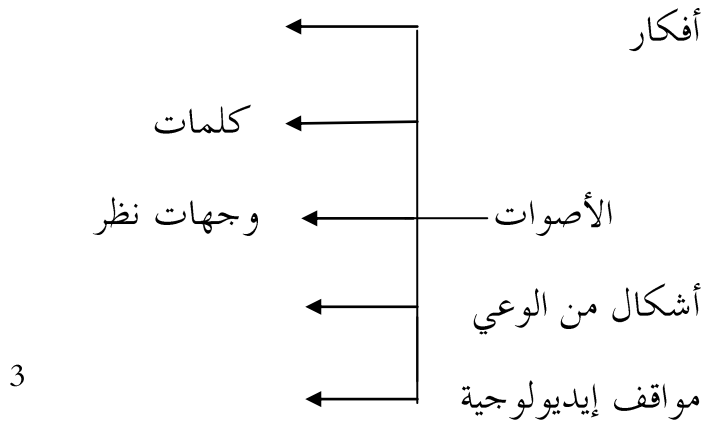 أفكار
كلمات
الأصوات
وجهات نظر
أشكال من الوعي
مواقف إيديولوجية
3